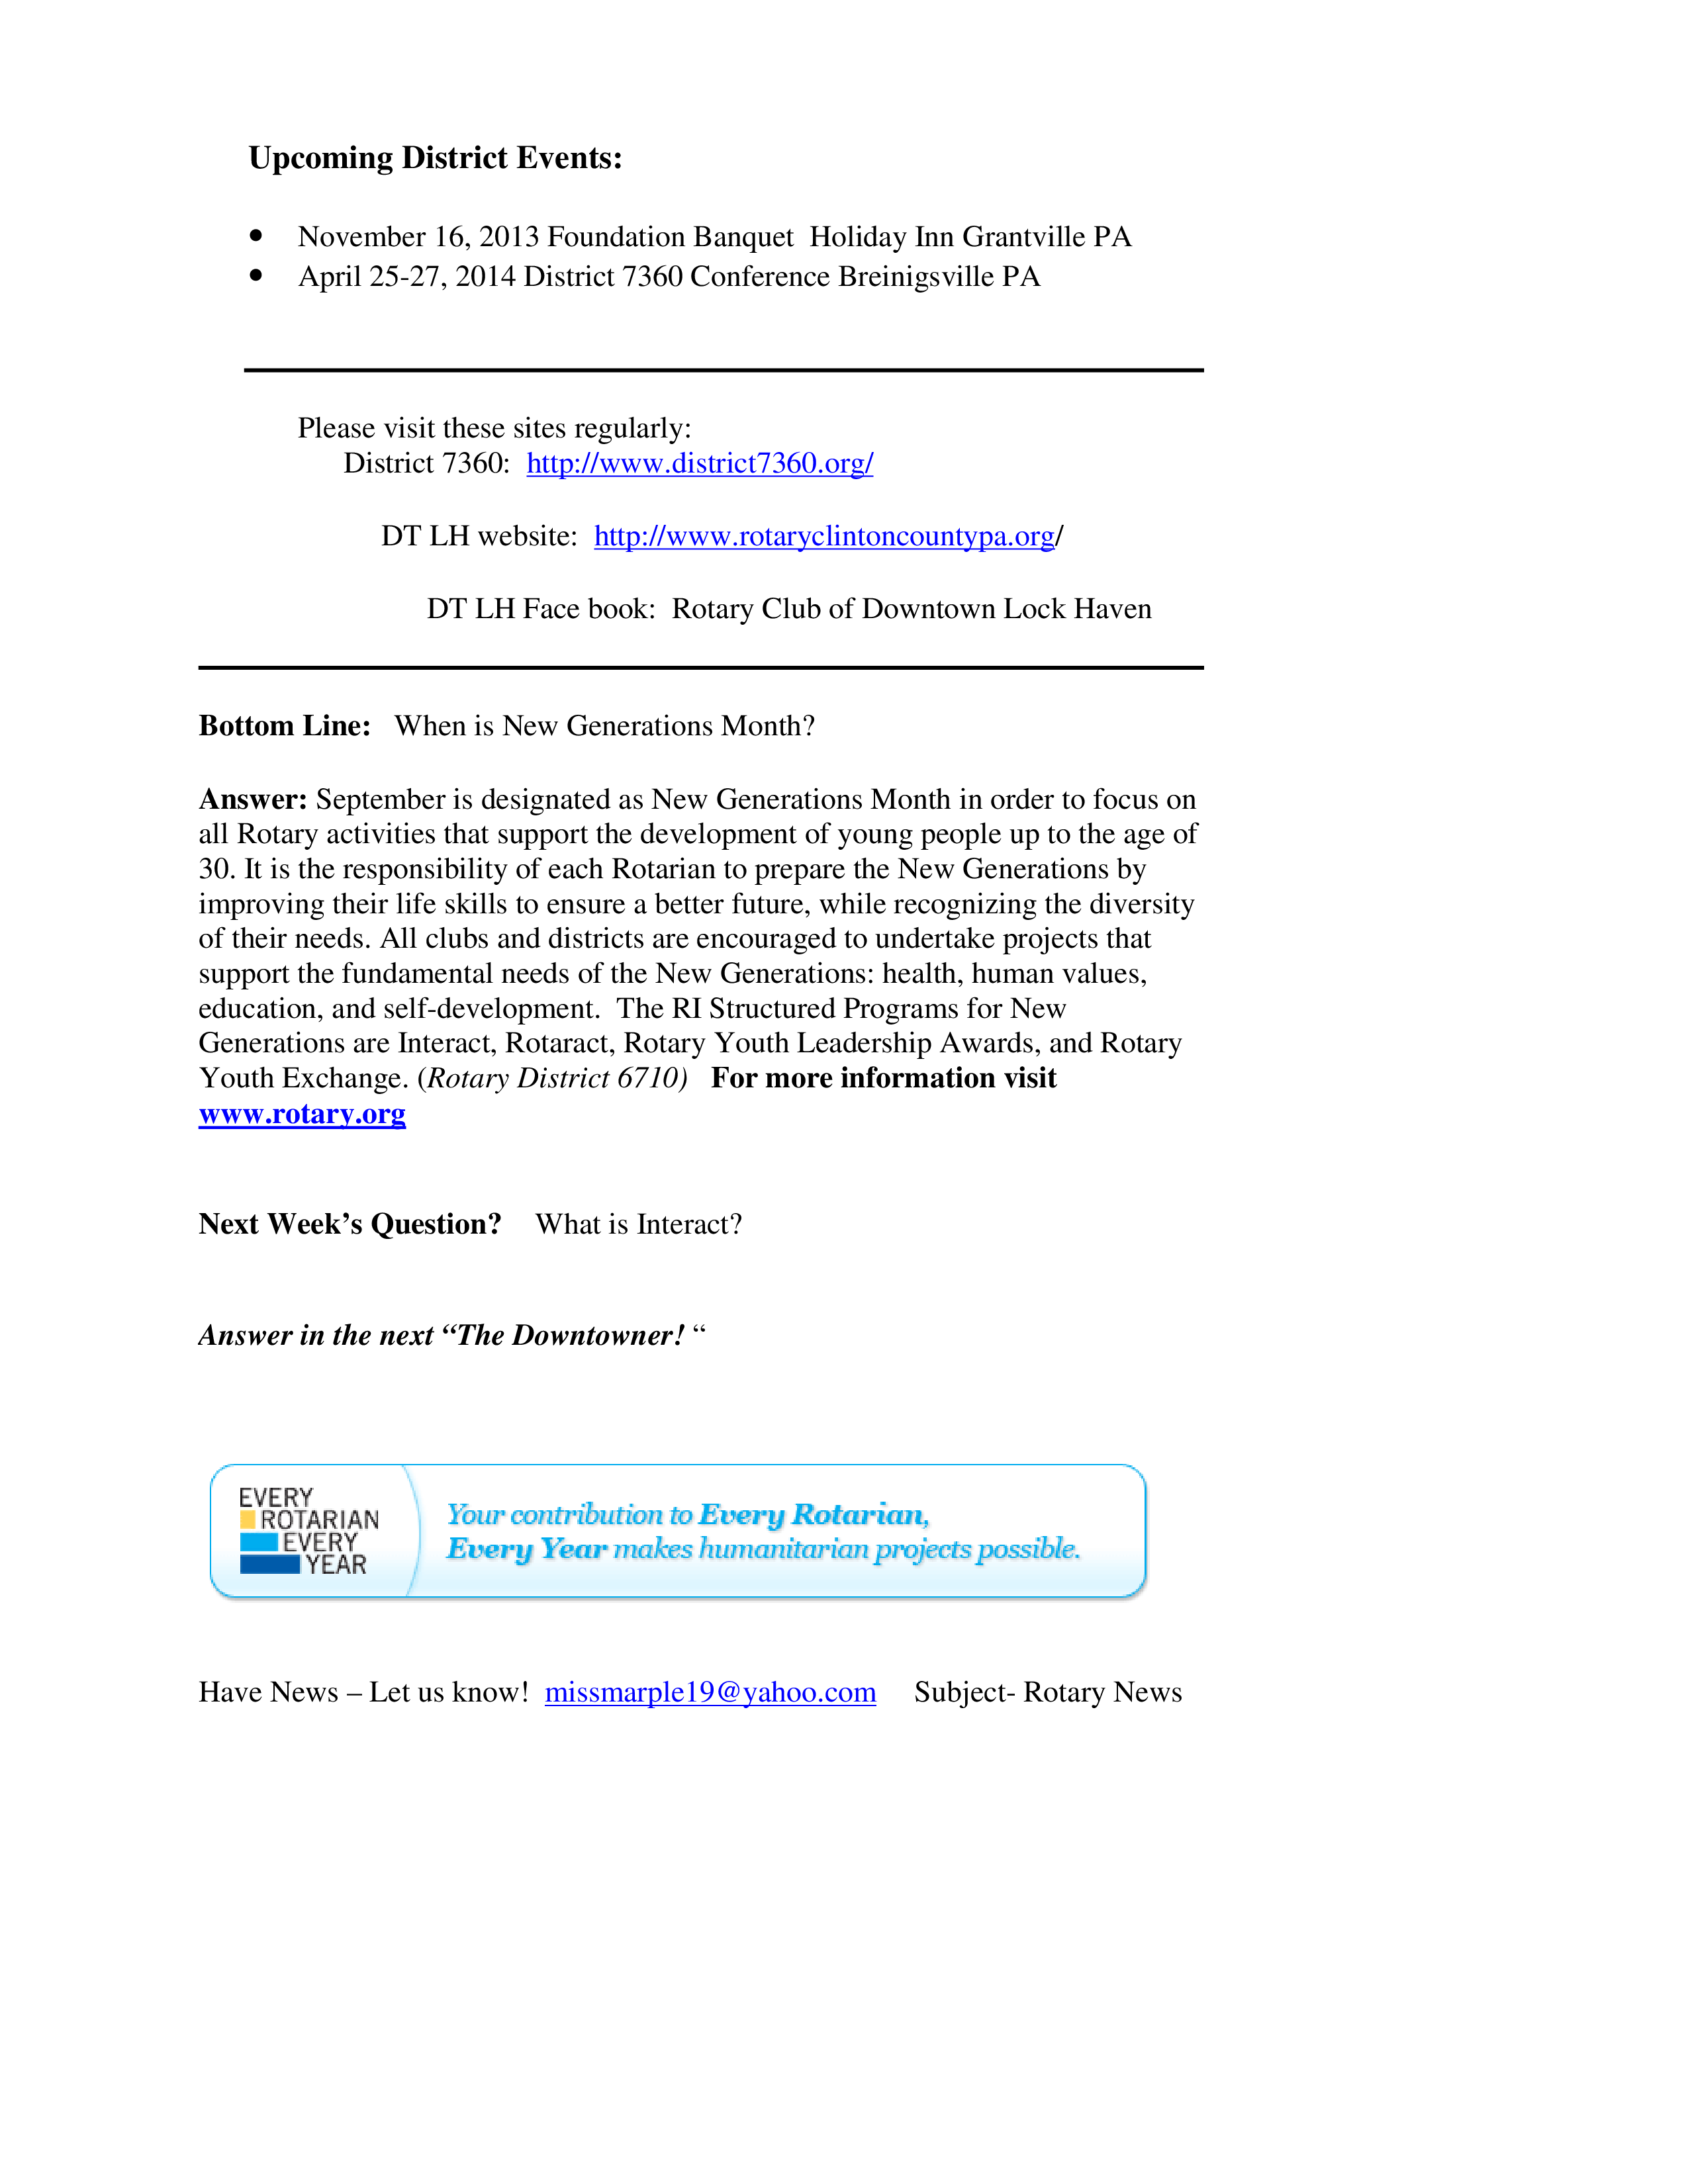 Upcoming District Events:
• November 16, 2013 Foundation Banquet  Holiday Inn Grantville PA
• April 25-27, 2014 District 7360 Conference Breinigsville PA
Please visit these sites regularly:
District 7360:  http://www.district7360.org/
DT LH website:  http://www.rotaryclintoncountypa.org/
DT LH Face book:  Rotary Club of Downtown Lock Haven
Bottom Line:   When is New Generations Month?
Answer: September is designated as New Generations Month in order to focus on
all Rotary activities that support the development of young people up to the age of
30. It is the responsibility of each Rotarian to prepare the New Generations by
improving their life skills to ensure a better future, while recognizing the diversity
of their needs. All clubs and districts are encouraged to undertake projects that
support the fundamental needs of the New Generations: health, human values,
education, and self-development.  The RI Structured Programs for New
Generations are Interact, Rotaract, Rotary Youth Leadership Awards, and Rotary
Youth Exchange. (Rotary District 6710)   For more information visit
www.rotary.org
Next Week’s Question?    What is Interact?
Answer in the next “The Downtowner! “
EVERY
ROTARIAN
EVERY
YEAR
Your contribution to Every Rotarian,
Every Year makes humanitarian projects possible.
Have News – Let us know!  missmarple19@yahoo.com     Subject- Rotary News